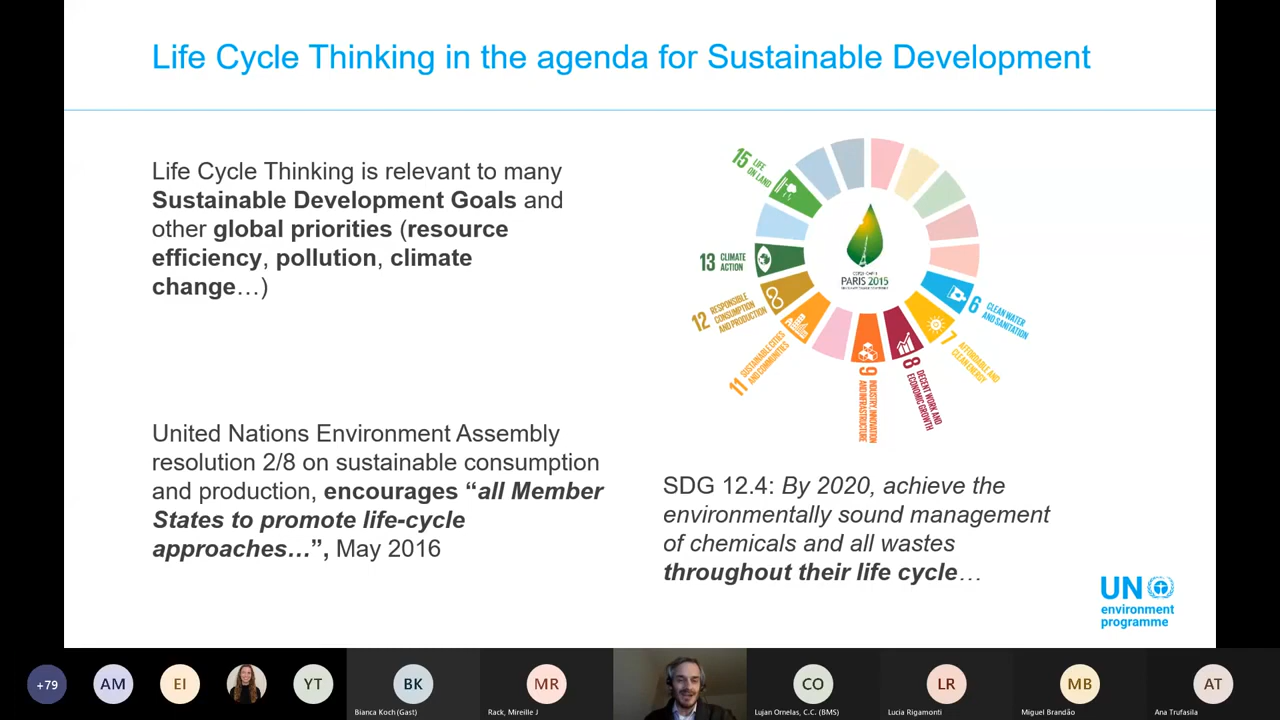 Life Cycle Thinking in the agenda for Sustainable Development
Life Cycle Thinking is relevant to many
Sustainable Development Goals and
other global priorities (resource
efficiency, pollution, climate
change…)
United Nations Environment Assembly
resolution 2/8 on sustainable consumption
and production, encourages “all Member
States to promote life-cycle
approaches…”, May 2016
15 LIFE
ON LAND
13 CLIMATE
ACTION
12 RESPONSIBLE
CONSUMPTION
AND PRODUCTION
11 SUSTAINABLE CITIES
AND COMMUNITIES
9 INDUSTRY, INNOVATION
AND INFRASTRUCTURE
8 DECENT WORK AND
ECONOMIC GROWTH
7 AFFORDABLE AND
CLEAN ENERGY
6 CLEAN WATER
AND SANITATION
PARIS 2015
SDG 12.4: By 2020, achieve the
environmentally sound management
of chemicals and all wastes
throughout their life cycle…
UN
environment
programme
+79
AM
EI
YT
BK
Bianca Koch (Gast)
MR
Rack, Mireille J
CO
Lujan Ornelas, C.C. (BMS)
LR
Lucia Rigamonti
MB
Miguel Brandão
AT
Ana Trufasila